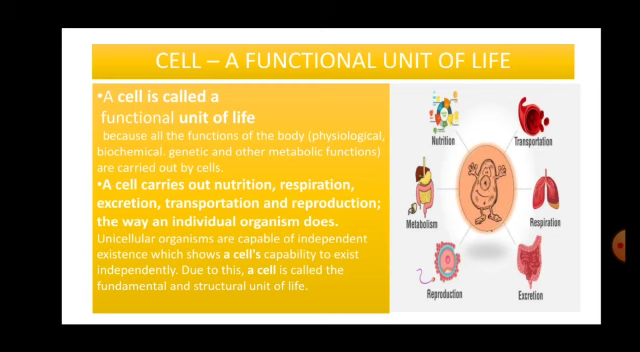 CELL – A FUNCTIONAL UNIT OF LIFE
•A cell is called a
functional unit of life
because all the functions of the body (physiological,
biochemical. genetic and other metabolic functions)
are carried out by cells.
•A cell carries out nutrition, respiration,
excretion, transportation and reproduction;
the way an individual organism does.
Unicellular organisms are capable of independent
existence which shows a cell's capability to exist
independently. Due to this, a cell is called the
fundamental and structural unit of life.
Nutrition
Transportation
Metabolism
Respiration
Reproduction
Excretion